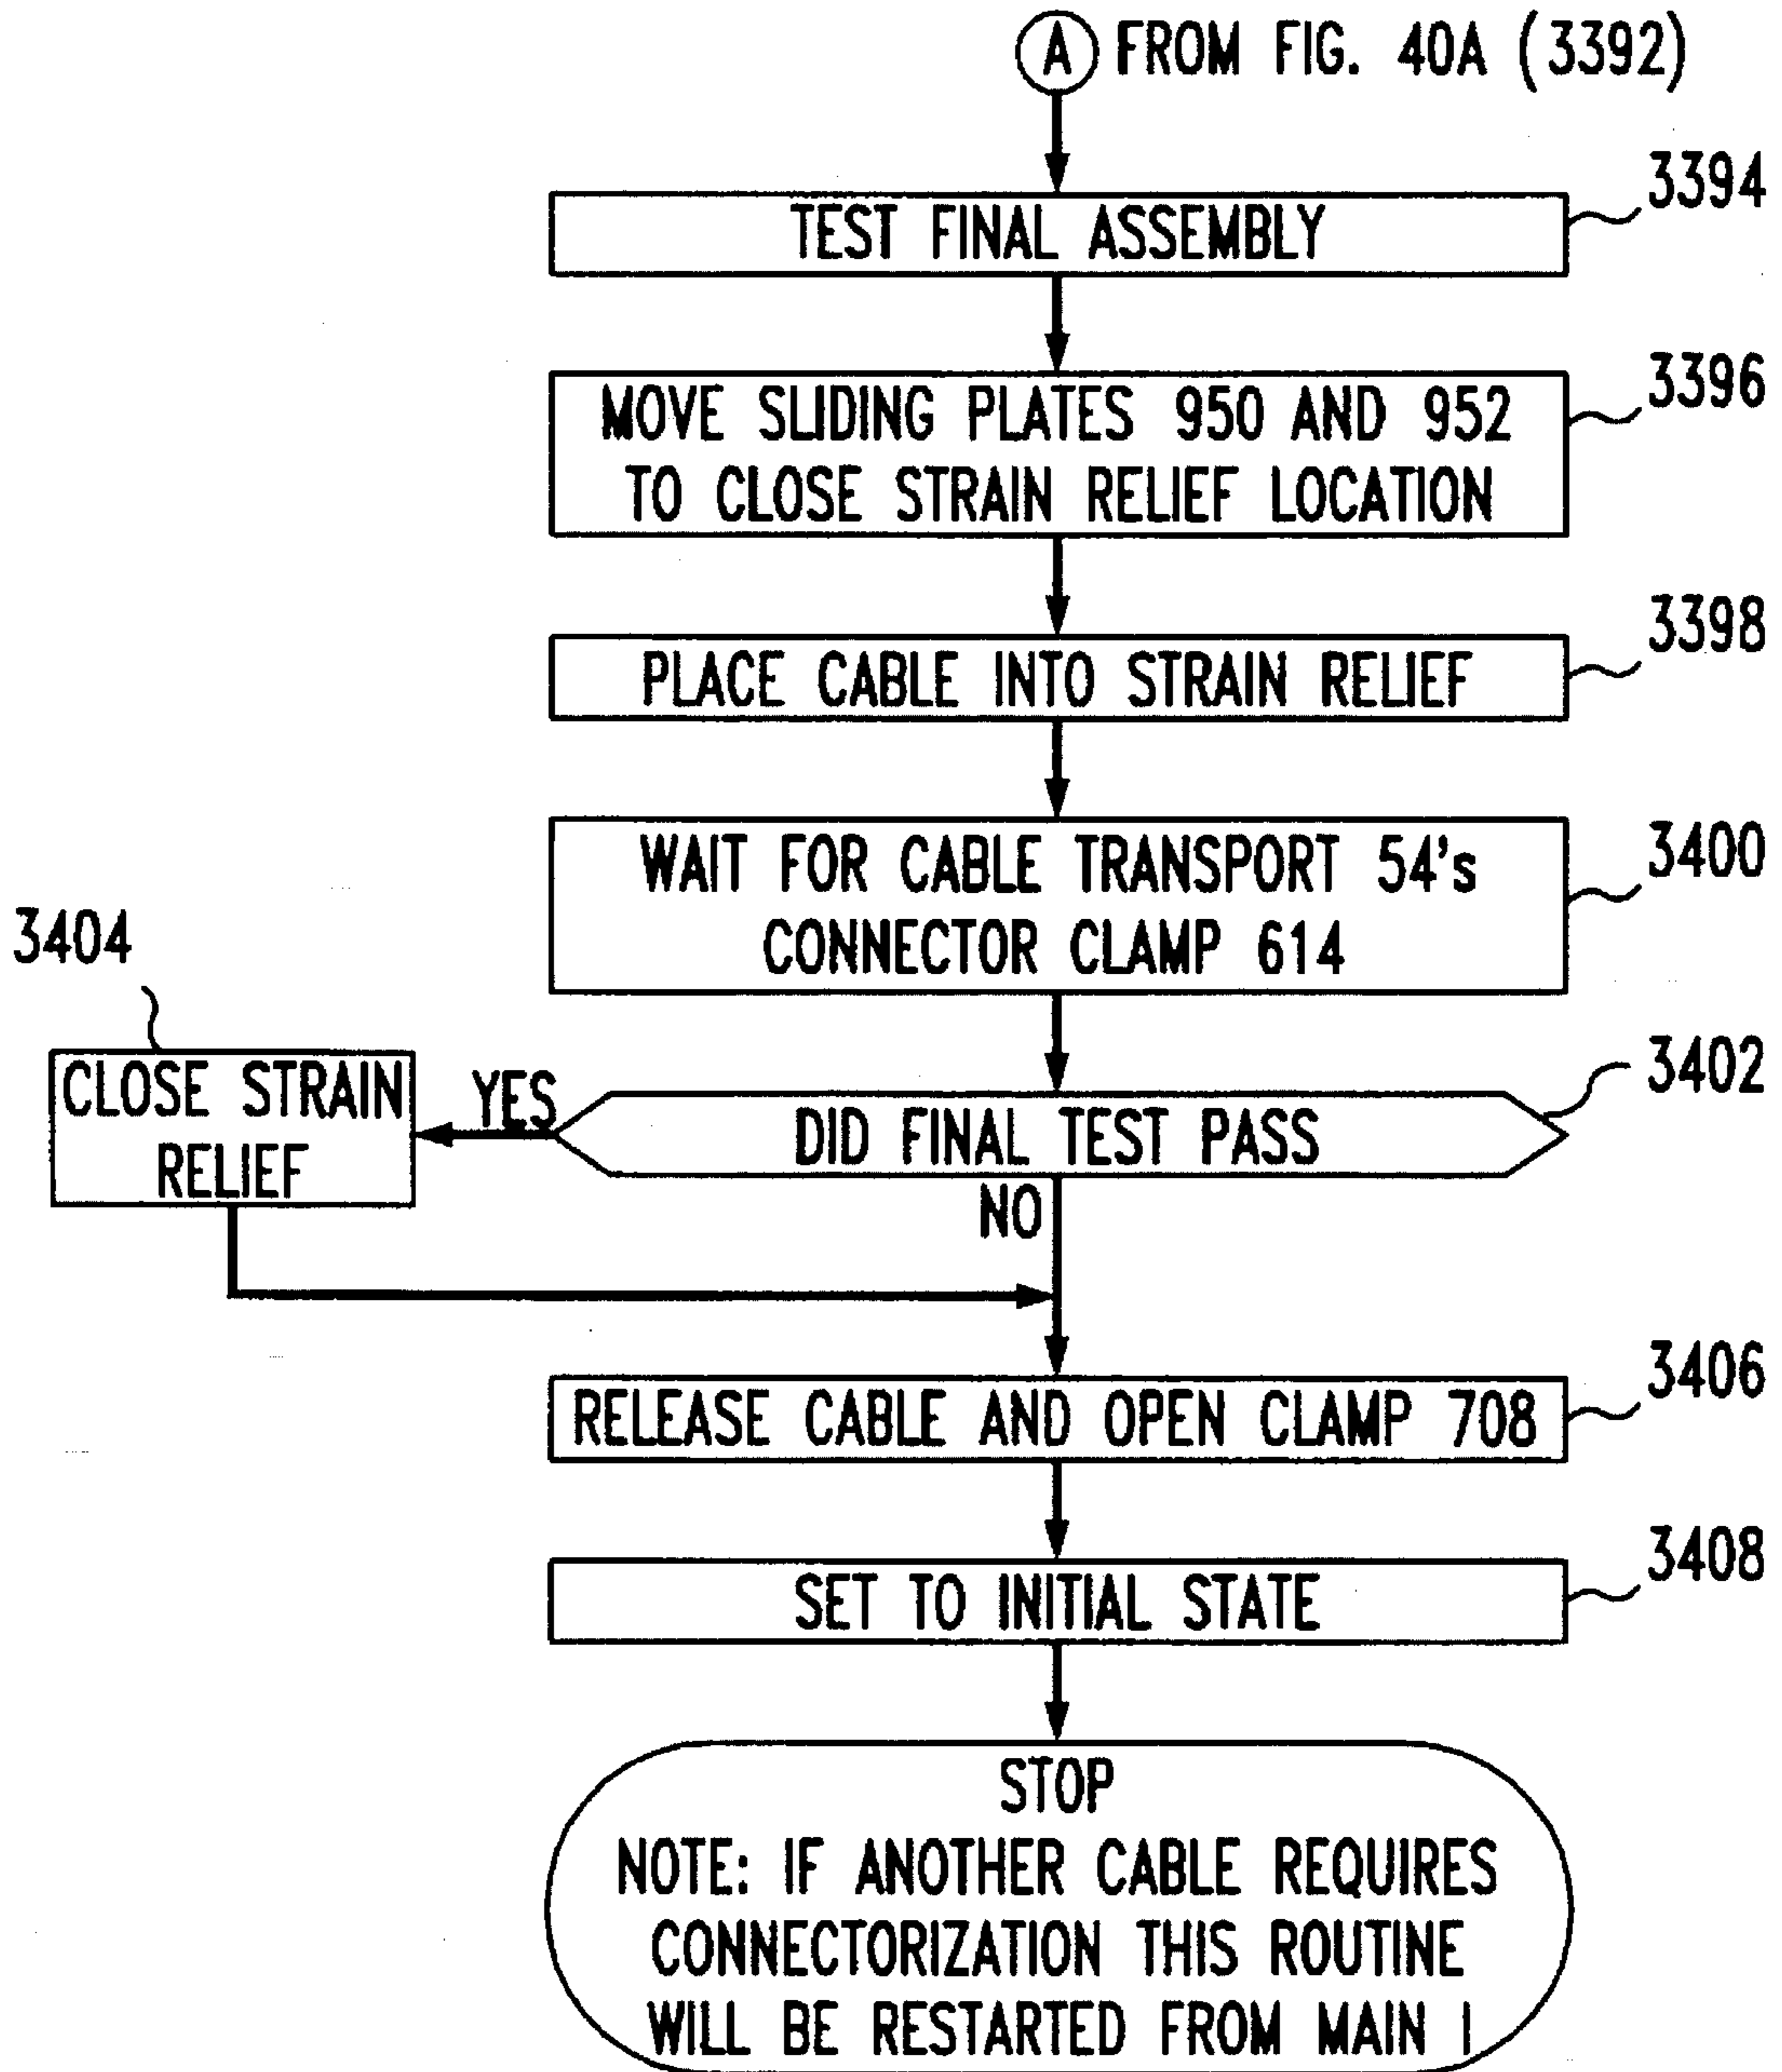 A FROM FIG. 40A (3392)
3394
TEST FINAL ASSEMBLY
3396
MOVE SLIDING PLATES 950 AND 952
TO CLOSE STRAIN RELIEF LOCATION
3398
PLACE CABLE INTO STRAIN RELIEF
3400
WAIT FOR CABLE TRANSPORT 54's
CONNECTOR CLAMP 614
3404
CLOSE STRAIN
RELIEF
YES
3402
DID FINAL TEST PASS
NO
3406
RELEASE CABLE AND OPEN CLAMP 708
3408
SET TO INITIAL STATE
STOP
NOTE: IF ANOTHER CABLE REQUIRES
CONNECTORIZATION THIS ROUTINE
WILL BE RESTARTED FROM MAIN I